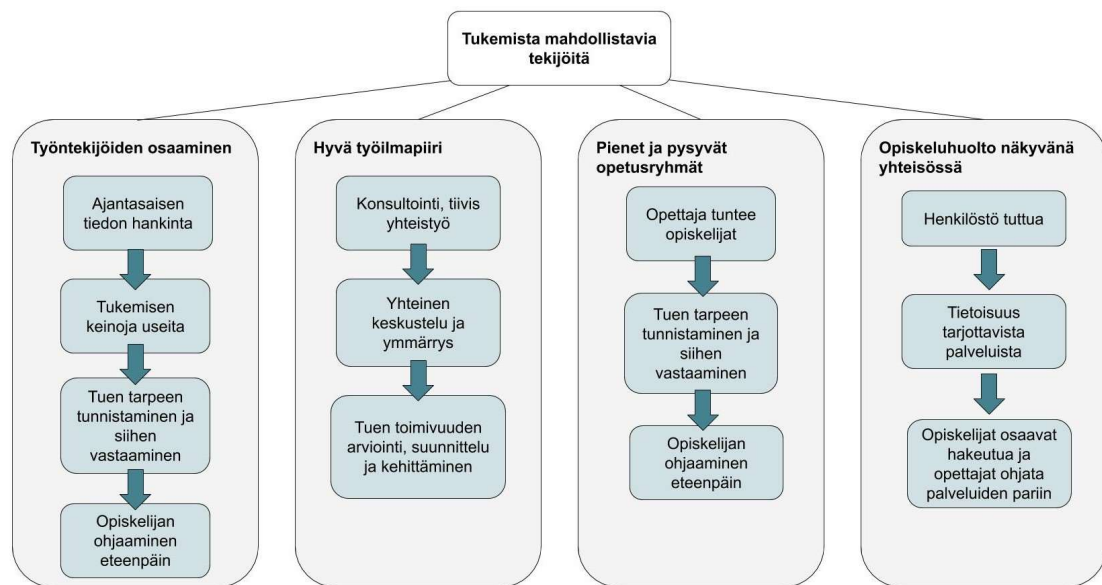 Tukemista mahdollistavia
tekijöitä
Työntekijöiden osaaminen
Ajantasaisen
tiedon hankinta
Tukemisen
keinoja useita
Tuen tarpeen
tunnistaminen ja
siihen
vastaaminen
Opiskelijan
ohjaaminen
eteenpäin
Hyvä työilmapiiri
Konsultointi, tiivis
yhteistyö
Yhteinen
keskustelu ja
ymmärrys
Tuen toimivuuden
arviointi, suunnittelu
ja kehittäminen
Pienet ja pysyvät
opetusryhmät
Opettaja tuntee
opiskelijat
Tuen tarpeen
tunnistaminen ja
siihen
vastaaminen
Opiskelijan
ohjaaminen
eteenpäin
Opiskeluhuolto näkyvänä
yhteisössä
Henkilöstö tuttua
Tietoisuus
tarjottavista
palveluista
Opiskelijat osaavat
hakeutua ja
opettajat ohjata
palveluiden pariin